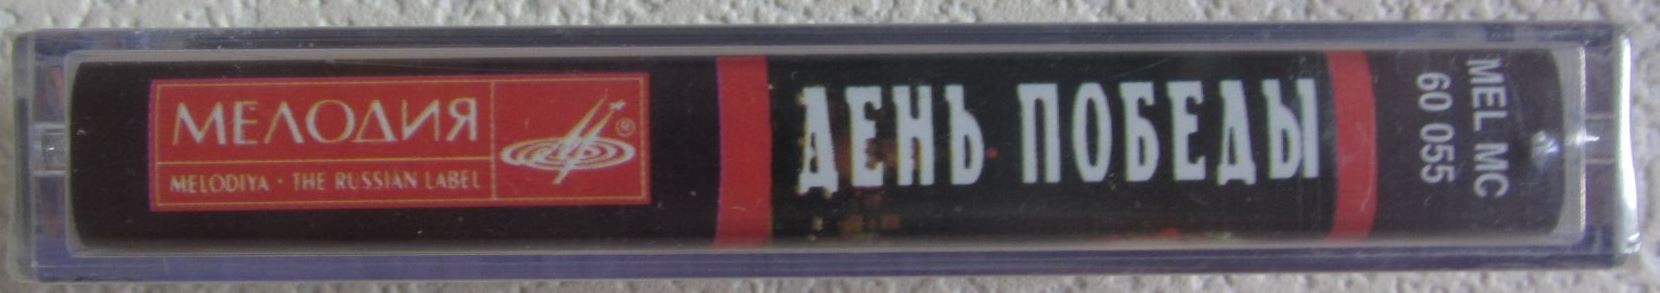 МЕЛОДИЯ
MELODIYA · THE RUSSIAN LABEL
®
ДЕНЬ ПОБЕДЫ
MEL MC
60 055